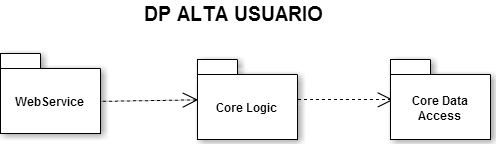 DP ALTA USUARIO
WebService
Core Logic
Core Data
Access